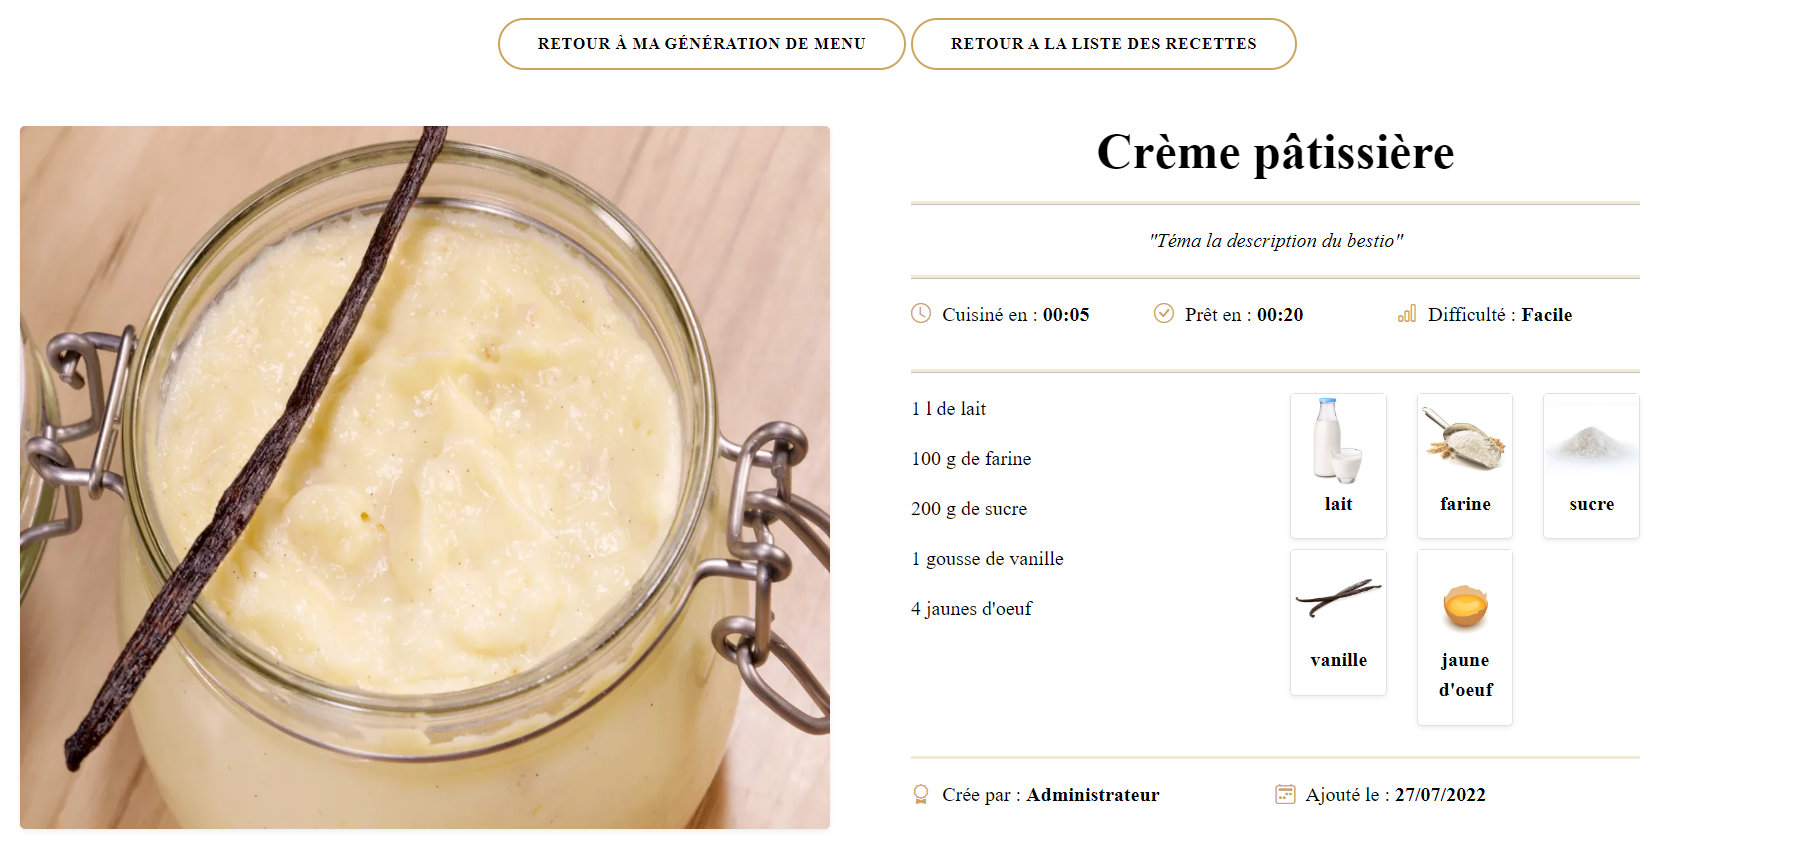 RETOUR À MA GÉNÉRATION DE MENU
RETOUR A LA LISTE DES RECETTES
Crème pâtissière
"Téma la description du bestio"
Cuisiné en : 00:05
Prêt en : 00:20
Difficulté : Facile
1 l de lait
100 g de farine
200 g de sucre
1 gousse de vanille
4 jaunes d'oeuf
lait
farine
sucre
vanille
jaune
d'oeuf
Crée par : Administrateur
Ajouté le : 27/07/2022